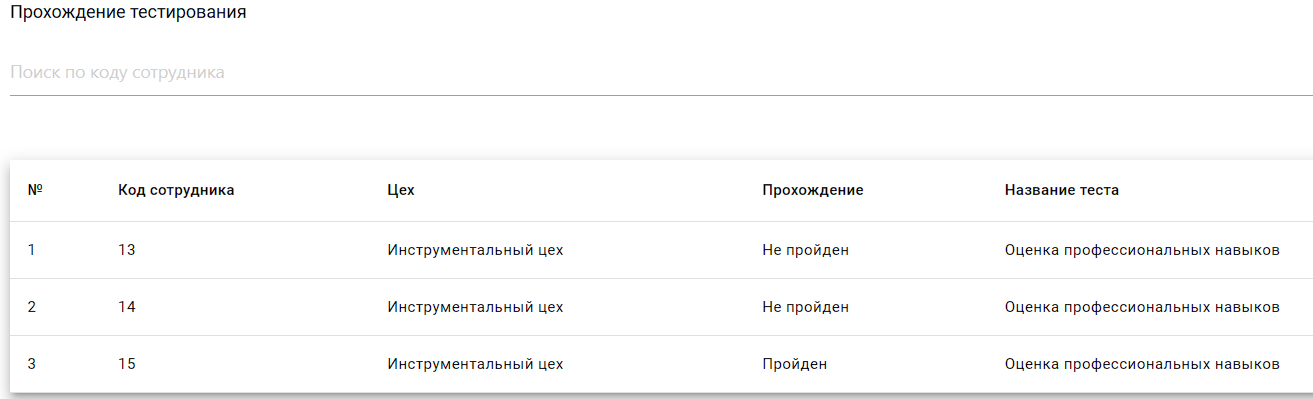 Прохождение тестирования
Поиск по коду сотрудника
№ Код сотрудника Цех Прохождение Название теста
1 13 Инструментальный цех Не пройден Оценка профессиональных навыков
2 14 Инструментальный цех Не пройден Оценка профессиональных навыков
3 15 Инструментальный цех Пройден Оценка профессиональных навыков